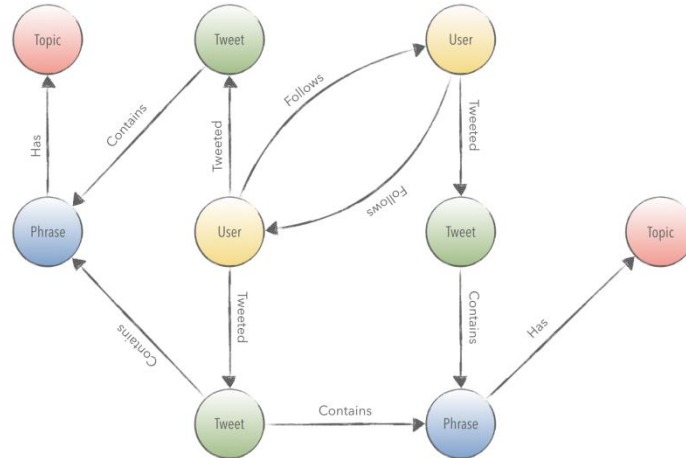 Topic
Tweet
User
Follows
Contains
Tweeted
Has
Tweeted
Follows
Phrase
User
Tweet
Topic
Tweeted
Contains
Has
Contains
Contains
Tweet
Phrase